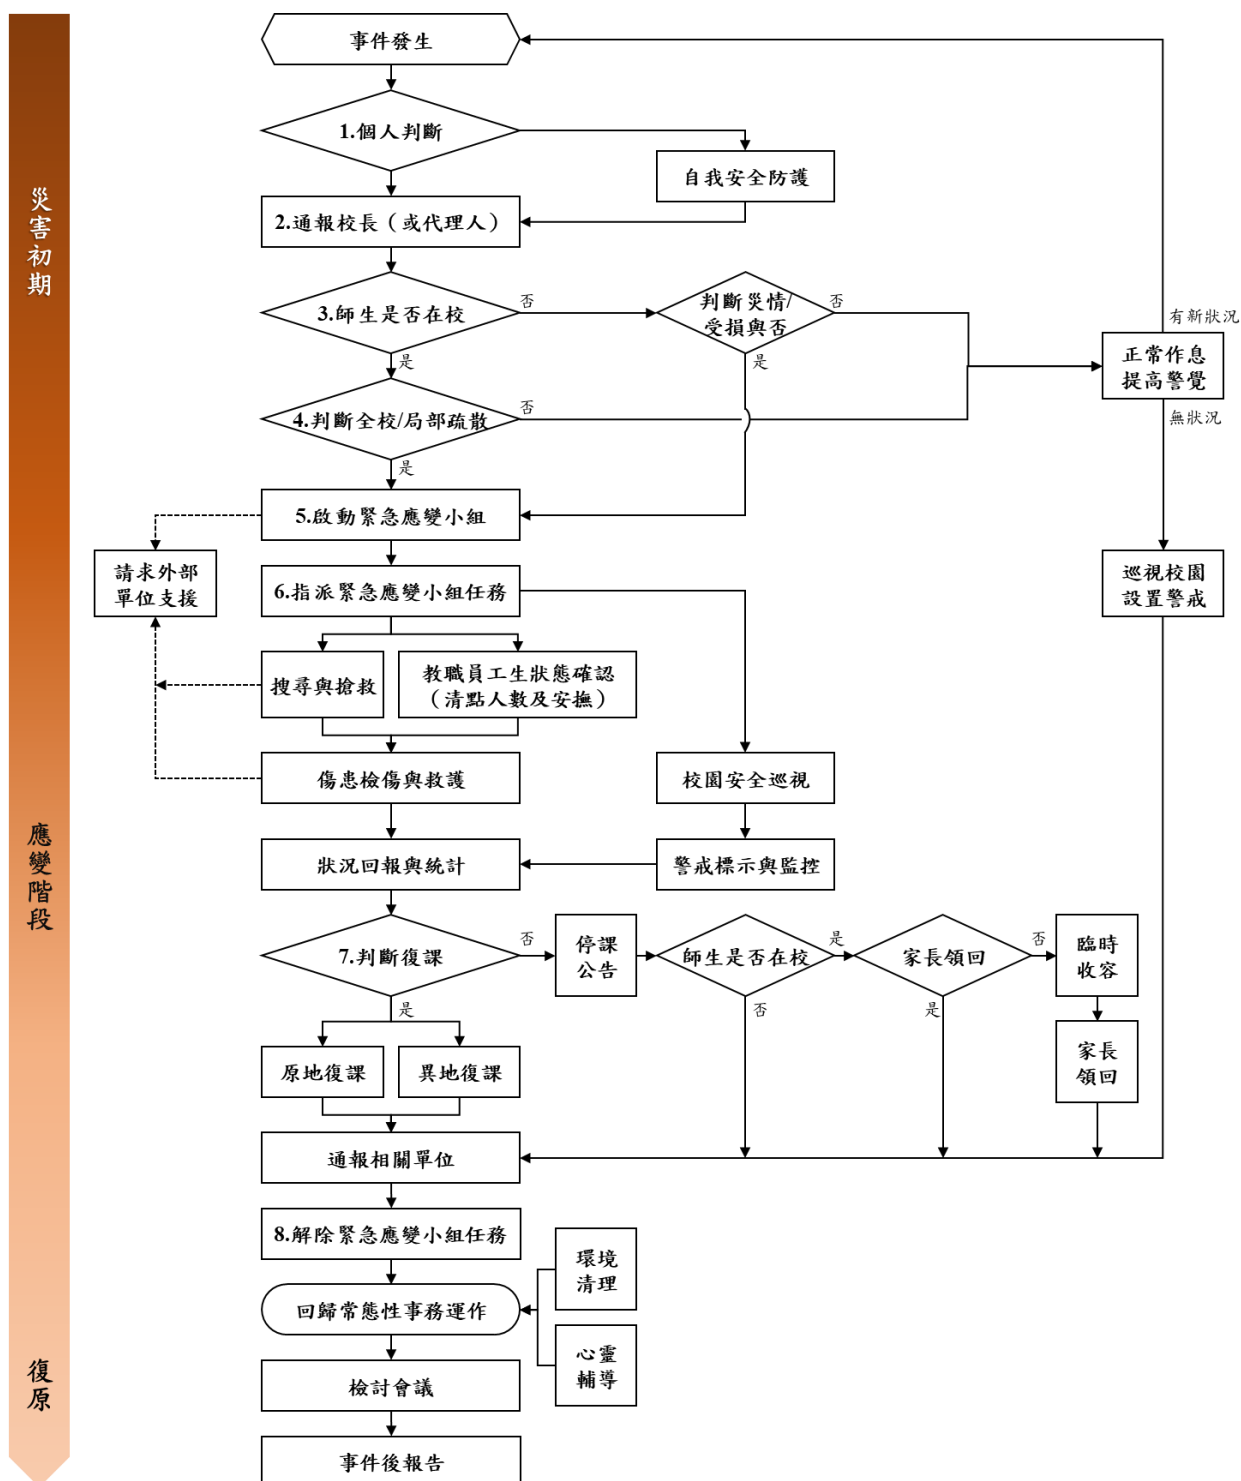 災害初期
應變階段
復原
事件發生
1.個人判斷
自我安全防護
2.通報校長（或代理人）
3.師生是否在校
否
判斷災情/
受損與否
否
有新狀況
正常作息
提高警覺
是
是
4.判斷全校/局部疏散
否
無狀況
是
5.啟動緊急應變小組
請求外部
單位支援
6.指派緊急應變小組任務
巡視校園
設置警戒
搜尋與搶救
教職員工生狀態確認
（清點人數及安撫）
傷患檢傷與救護
校園安全巡視
狀況回報與統計
警戒標示與監控
7.判斷復課
否
停課
公告
師生是否在校
是
家長領回
否
臨時
收容
是
否
是
原地復課
異地復課
家長
領回
通報相關單位
8.解除緊急應變小組任務
環境
清理
回歸常態性事務運作
心靈
輔導
檢討會議
事件後報告